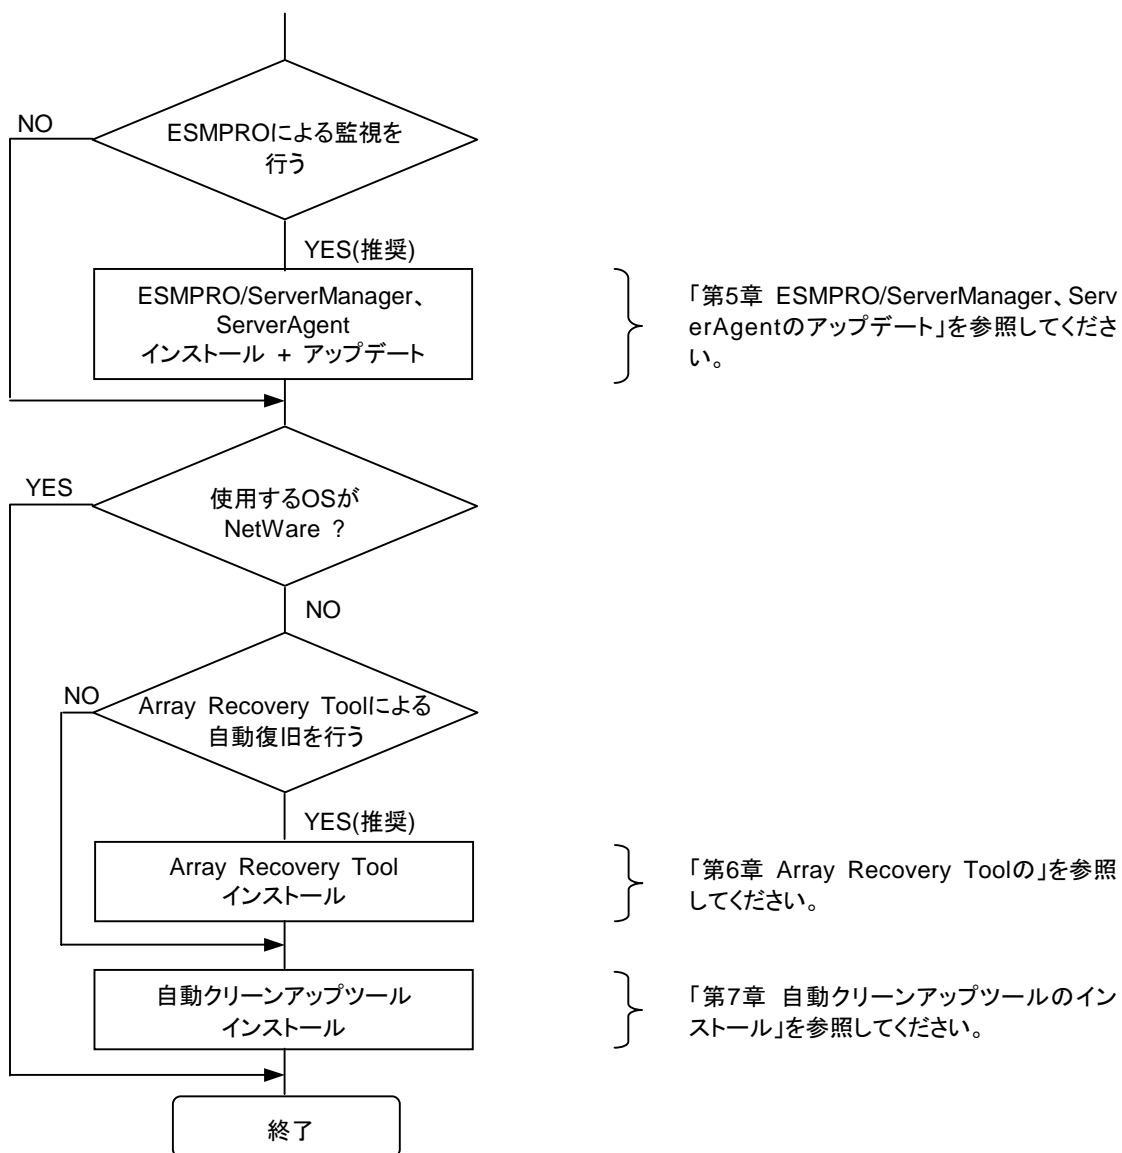 NO
ESMPROによる監視を
行う
YES(推奨)
ESMPRO/ServerManager、
ServerAgent
インストール + アップデート
「第5章 ESMPRO/ServerManager、Serv
erAgentのアップデート」を参照してくださ
い。
YES
使用するOSが
NetWare ?
NO
NO
Array Recovery Toolによる
自動復旧を行う
YES(推奨)
Array Recovery Tool
インストール
「第6章 Array Recovery Toolの」を参照
してください。
自動クリーンアップツール
インストール
「第7章 自動クリーンアップツールのイン
ストール」を参照してください。
終了